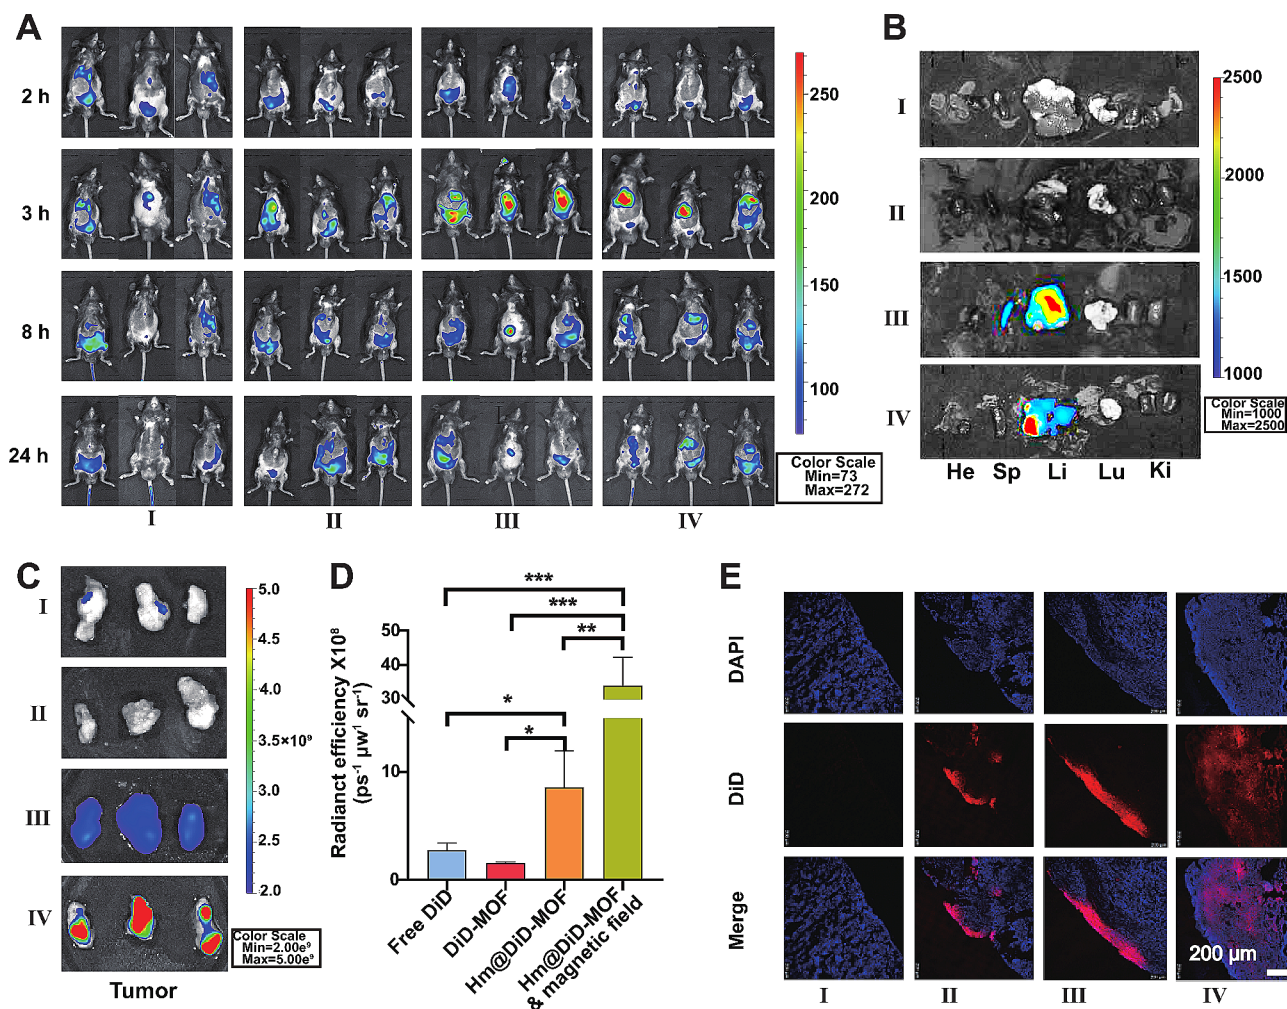 A
2 h
3 h
8 h
24 h
I
II
III
IV
250
200
150
100
Color Scale
Min=73
Max=272
B
I
II
III
IV
2500
2000
1500
1000
Color Scale
Min=1000
Max=2500
He Sp Li Lu Ki
C
I
II
III
IV
5.0
4.5
4.0
3.5×10⁹
3.0
2.5
2.0
Color Scale
Min=2.00e⁹
Max=5.00e⁹
Tumor
D
Radianct efficiency X10⁸
(ps⁻¹ μw⁻¹ sr⁻¹)
50
40
30
10
0
***
***
**
*
*
Free DiD
DiD-MOF
Hm@DiD-MOF
Hm@DiD-MOF
& magnetic field
E
DAPI
DiD
Merge
200 μm
I
II
III
IV